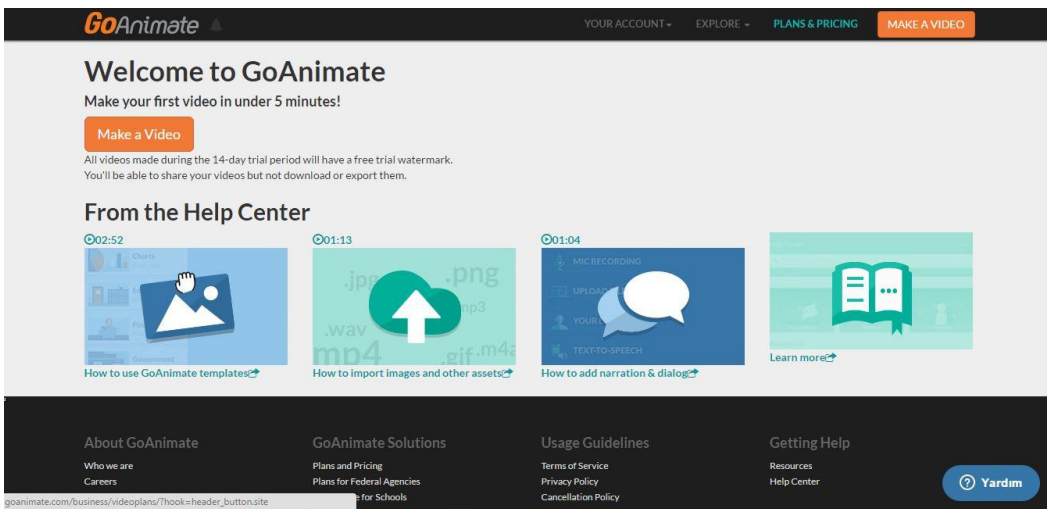 GoAnimate
YOUR ACCOUNT
EXPLORE
PLANS & PRICING
MAKE A VIDEO
Welcome to GoAnimate
Make your first video in under 5 minutes!
Make a Video
All videos made during the 14-day trial period will have a free trial watermark.
You'll be able to share your videos but not download or export them.
From the Help Center
02:52
Charts
Government
How to use GoAnimate templates
01:13
.jpg
.png
.wav
mp4
.gif
How to import images and other assets
01:04
MIC RECORDING
YOUR
TEXT-TO-SPEECH
How to add narration & dialog
Learn more
About GoAnimate
Who we are
Careers
GoAnimate Solutions
Plans and Pricing
Plans for Federal Agencies
for Schools
Usage Guidelines
Terms of Service
Privacy Policy
Cancellation Policy
Getting Help
Resources
Help Center
Yardım
goanimate.com/business/videoplans/?hook=header_button.site